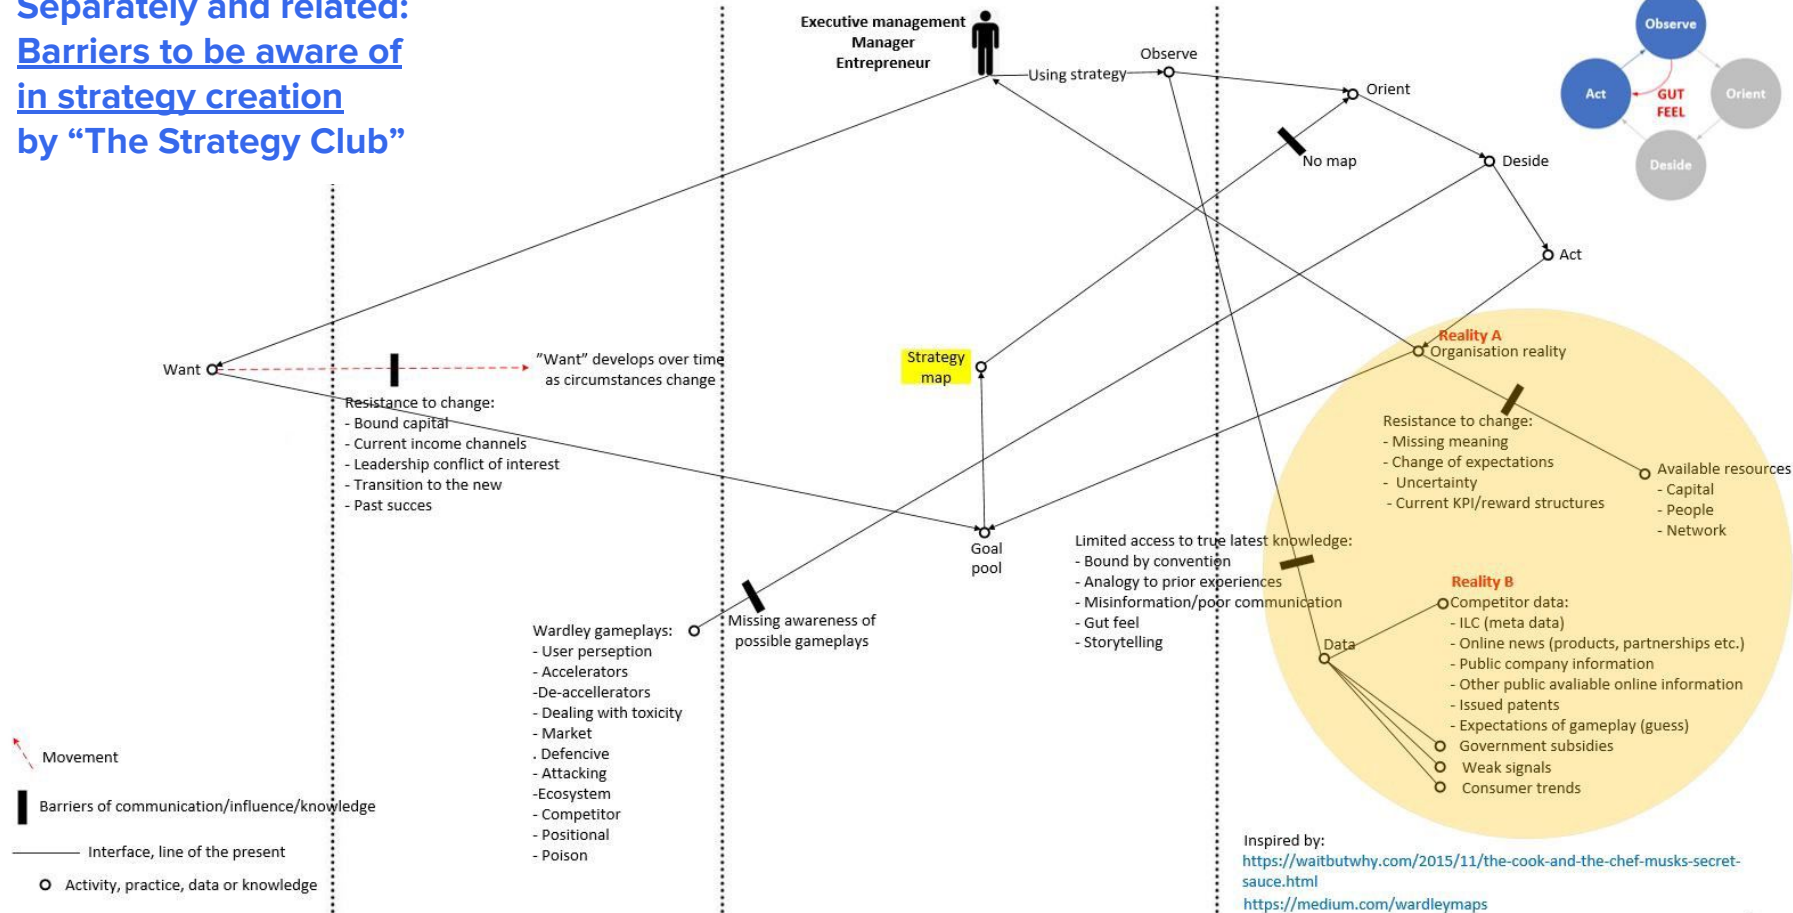 Separately and related:
Barriers to be aware of
in strategy creation
by “The Strategy Club”
Executive management
Manager
Entrepreneur
Using strategy
Observe
Orient
No map
Deside
Act
Observe
Act
GUT
FEEL
Orient
Deside
Want
”Want” develops over time
as circumstances change
Resistance to change:
- Bound capital
- Current income channels
- Leadership conflict of interest
- Transition to the new
- Past succes
Strategy
map
Goal
pool
Reality A
Organisation reality
Resistance to change:
- Missing meaning
- Change of expectations
- Uncertainty
- Current KPI/reward structures
Available resources
- Capital
- People
- Network
Limited access to true latest knowledge:
- Bound by convention
- Analogy to prior experiences
- Misinformation/poor communication
- Gut feel
- Storytelling
Missing awareness of
possible gameplays
Wardley gameplays:
- User perseption
- Accelerators
-De-accellerators
- Dealing with toxicity
- Market
. Defencive
- Attacking
-Ecosystem
- Competitor
- Positional
- Poison
Data
Reality B
Competitor data:
- ILC (meta data)
- Online news (products, partnerships etc.)
- Public company information
- Other public avaliable online information
- Issued patents
- Expectations of gameplay (guess)
Government subsidies
Weak signals
Consumer trends
Movement
Barriers of communication/influence/knowledge
Interface, line of the present
Activity, practice, data or knowledge
Inspired by:
https://waitbutwhy.com/2015/11/the-cook-and-the-chef-musks-secret-
sauce.html
https://medium.com/wardleymaps